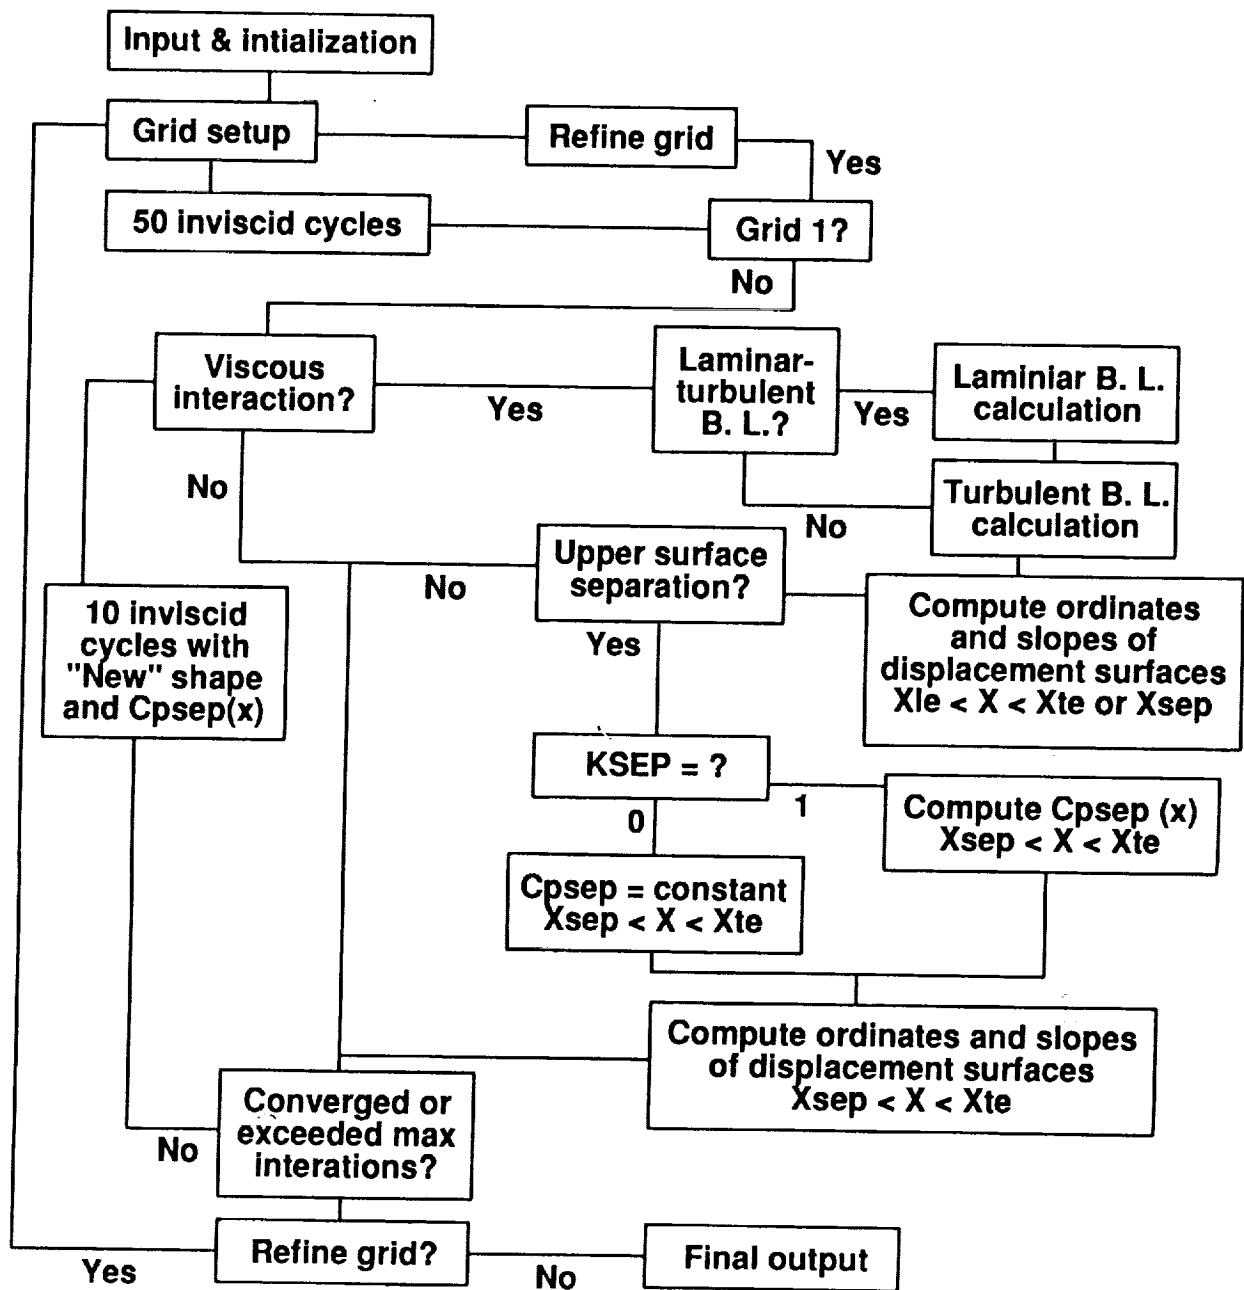 Input & intialization
Grid setup
Refine grid
Yes
50 inviscid cycles
Grid 1?
No
Viscous
interaction?
Yes
Laminar-
turbulent
B. L.?
Yes
Laminiar B. L.
calculation
No
No
Turbulent B. L.
calculation
No
Upper surface
separation?
Yes
Compute ordinates
and slopes of
displacement surfaces
Xle < X < Xte or Xsep
10 inviscid
cycles with
"New" shape
and Cpsep(x)
KSEP = ?
0
1
Compute Cpsep (x)
Xsep < X < Xte
Cpsep = constant
Xsep < X < Xte
Compute ordinates and slopes
of displacement surfaces
Xsep < X < Xte
Converged or
exceeded max
interations?
No
Refine grid?
Yes
No
Final output